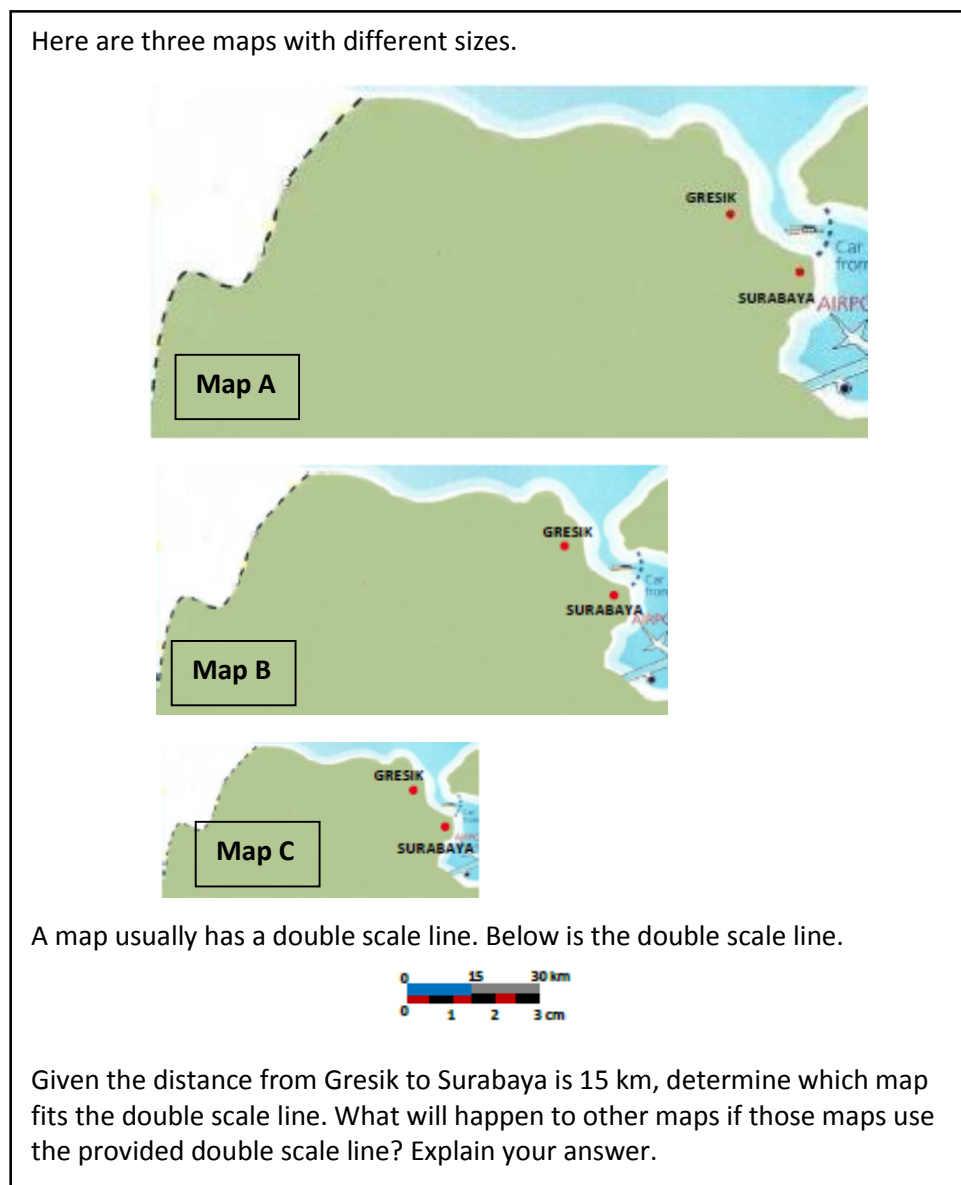 Here are three maps with different sizes.
GRESIK
Car
from
SURABAYA
AIRPO
Map A
GRESIK
Car
from
SURABAYA
AIRPO
Map B
GRESIK
Car
from
SURABAYA
AIRPO
Map C
A map usually has a double scale line. Below is the double scale line.
0 15 30 km
0 1 2 3 cm
Given the distance from Gresik to Surabaya is 15 km, determine which map
fits the double scale line. What will happen to other maps if those maps use
the provided double scale line? Explain your answer.